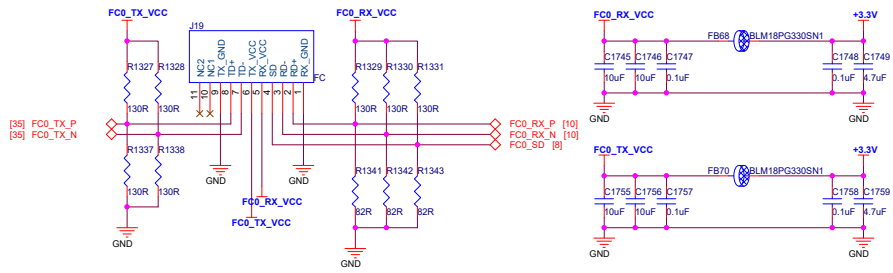 FC0_TX_VCC
J19
NC2
NC1
TX_GND
TD+
TD-
TX_VCC
RX_VCC
SD
RD-
RD+
RX_GND
FC
11
10
9
8
7
6
5
4
3
2
1
R1327
R1328
130R
130R
[35] FC0_TX_P
[35] FC0_TX_N
R1337
R1338
130R
130R
GND
GND
FC0_RX_VCC
FC0_TX_VCC
GND
FC0_RX_VCC
R1329
R1330
R1331
130R
130R
130R
FC0_RX_P [10]
FC0_RX_N [10]
FC0_SD [8]
R1341
R1342
R1343
82R
82R
82R
GND
FC0_RX_VCC
+3.3V
FB68
BLM18PG330SN1
C1745
C1746
C1747
C1748
C1749
10uF
10uF
0.1uF
0.1uF
4.7uF
GND
GND
FC0_TX_VCC
+3.3V
FB70
BLM18PG330SN1
C1755
C1756
C1757
C1758
C1759
10uF
10uF
0.1uF
0.1uF
4.7uF
GND
GND